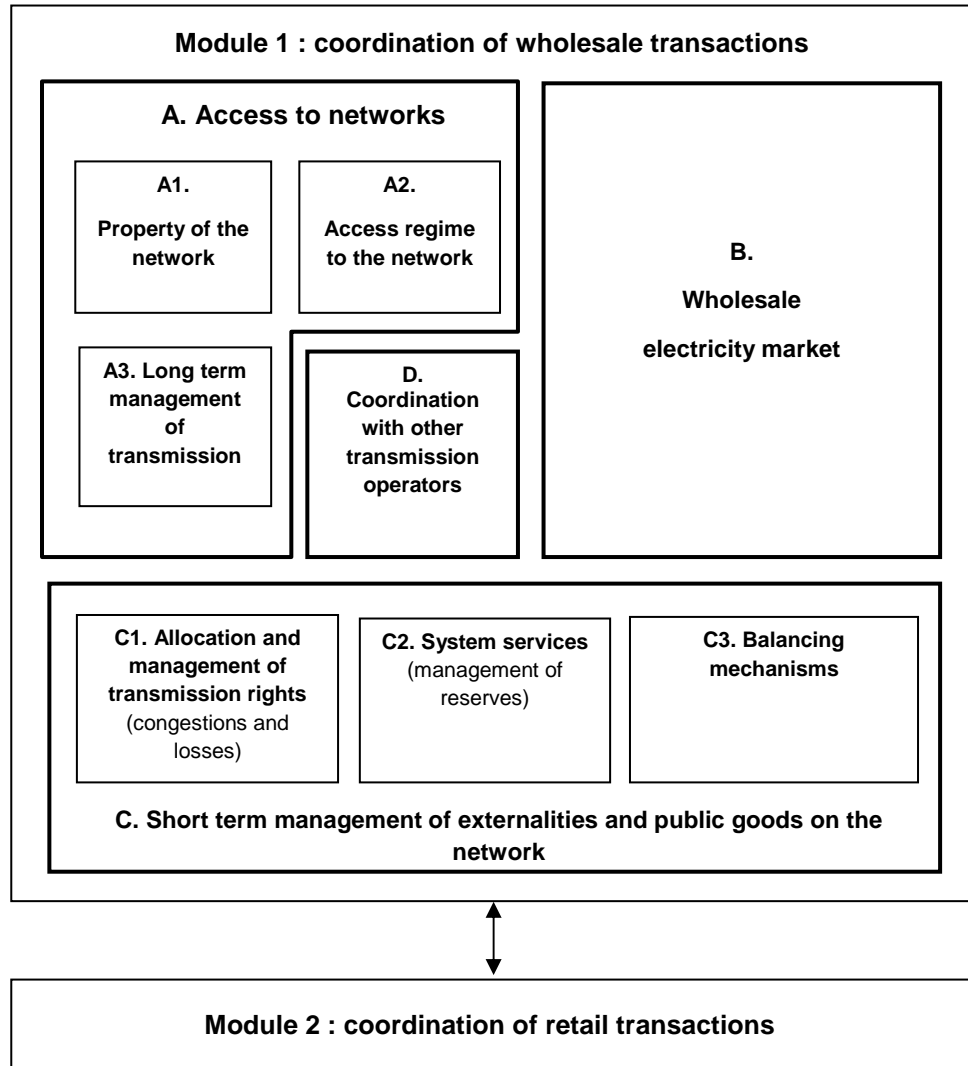 Module 1 : coordination of wholesale transactions
A. Access to networks
A1.
Property of the
network
A2.
Access regime
to the network
A3. Long term
management
of
transmission
D.
Coordination
with other
transmission
operators
B.
Wholesale
electricity market
C1. Allocation and
management of
transmission rights
(congestions and
losses)
C2. System services
(management of
reserves)
C3. Balancing
mechanisms
C. Short term management of externalities and public goods on the
network
Module 2 : coordination of retail transactions